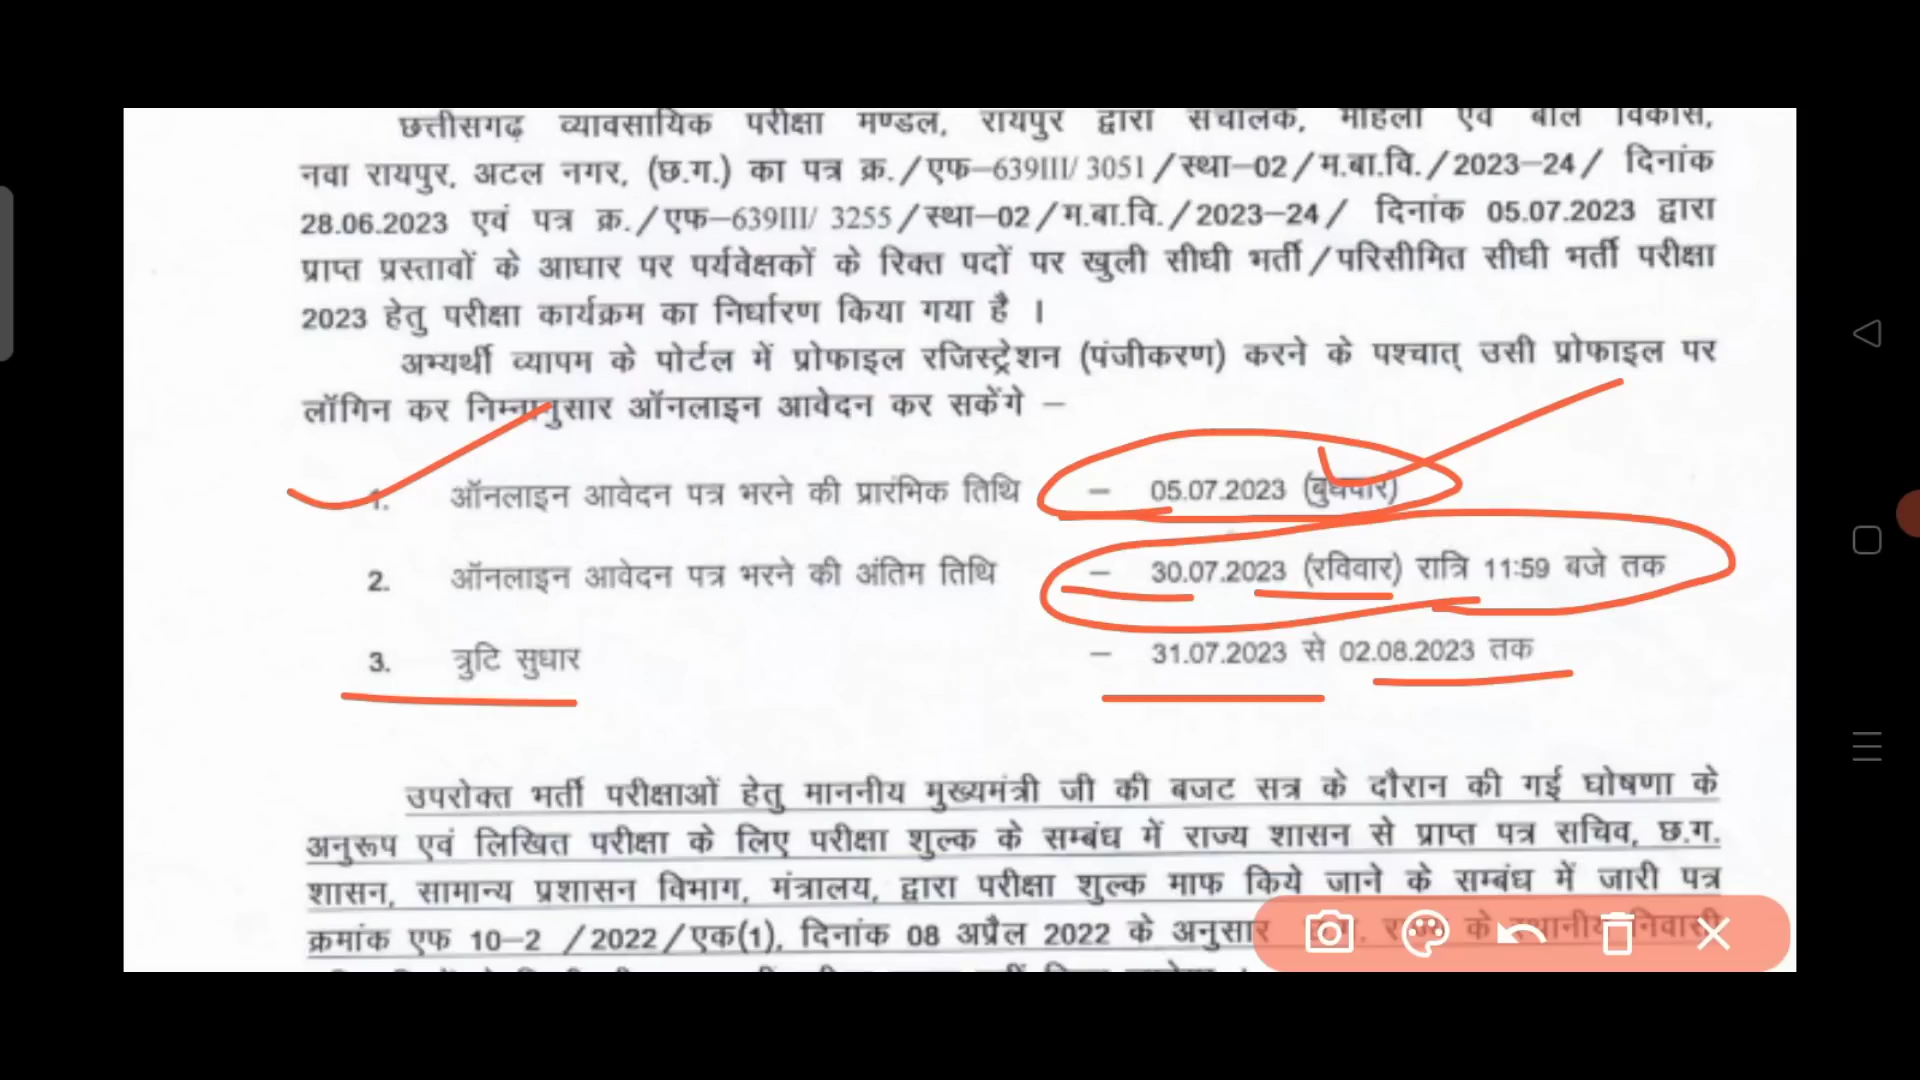 छत्तीसगढ़ व्यावसायिक परीक्षा मण्डल, रायपुर द्वारा संचालक, महिला एवं बाल विकास,
नवा रायपुर, अटल नगर, (छ.ग.) का पत्र क्र./एफ–639III/ 3051/स्था–02/म.बा.वि./2023–24/ दिनांक
28.06.2023 एवं पत्र क्र./एफ–639III/ 3255/स्था–02/म.बा.वि./2023–24/ दिनांक 05.07.2023 द्वारा
प्राप्त प्रस्तावों के आधार पर पर्यवेक्षकों के रिक्त पदों पर खुली सीधी भर्ती/परिसीमित सीधी भर्ती परीक्षा
2023 हेतु परीक्षा कार्यक्रम का निर्धारण किया गया है ।
अभ्यर्थी व्यापम के पोर्टल में प्रोफाइल रजिस्ट्रेशन (पंजीकरण) करने के पश्चात् उसी प्रोफाइल पर
लॉगिन कर निम्नानुसार ऑनलाइन आवेदन कर सकेंगे –
1. ऑनलाइन आवेदन पत्र भरने की प्रारंभिक तिथि – 05.07.2023 (बुधवार)
2. ऑनलाइन आवेदन पत्र भरने की अंतिम तिथि – 30.07.2023 (रविवार) रात्रि 11:59 बजे तक
3. त्रुटि सुधार – 31.07.2023 से 02.08.2023 तक
उपरोक्त भर्ती परीक्षाओं हेतु माननीय मुख्यमंत्री जी की बजट सत्र के दौरान की गई घोषणा के
अनुरूप एवं लिखित परीक्षा के लिए परीक्षा शुल्क के सम्बंध में राज्य शासन से प्राप्त पत्र सचिव, छ.ग.
शासन, सामान्य प्रशासन विभाग, मंत्रालय, द्वारा परीक्षा शुल्क माफ किये जाने के सम्बंध में जारी पत्र
क्रमांक एफ 10–2 /2022/एक(1), दिनांक 08 अप्रैल 2022 के अनुसार के स्थानीय निवासी